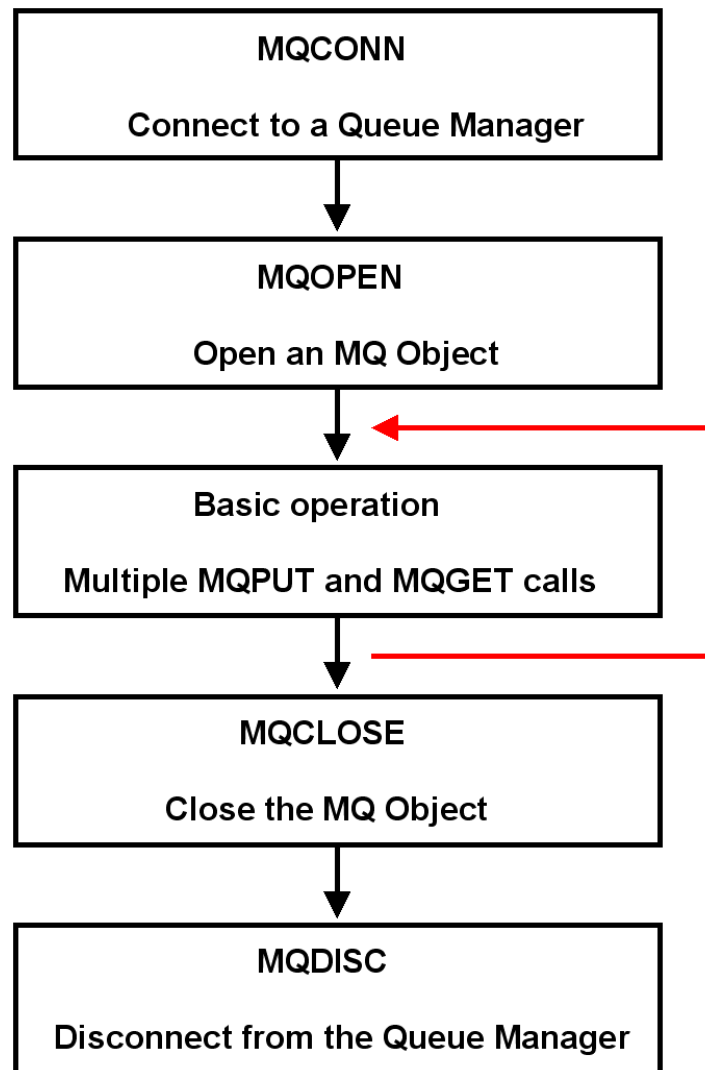 MQCONN
Connect to a Queue Manager
MQOPEN
Open an MQ Object
Basic operation
Multiple MQPUT and MQGET calls
MQCLOSE
Close the MQ Object
MQDISC
Disconnect from the Queue Manager